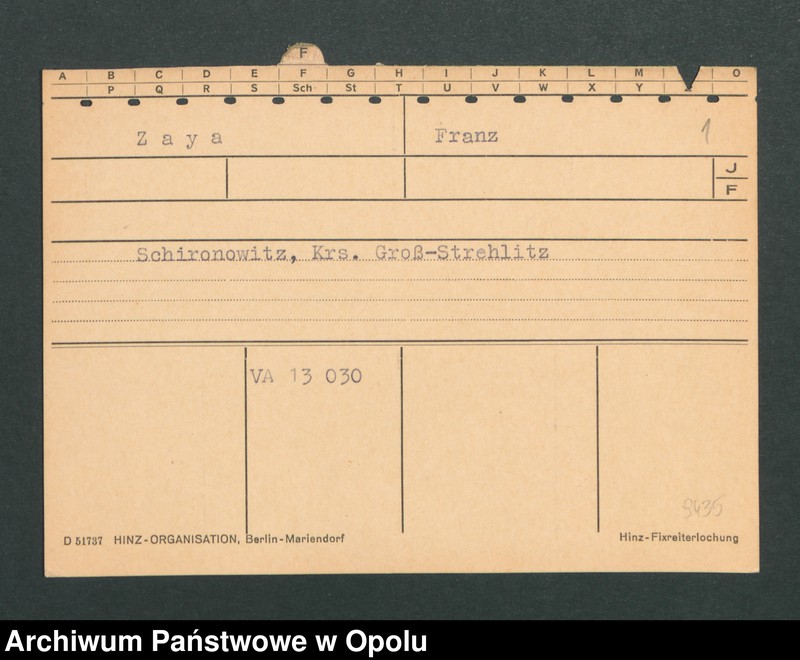 F
A B C D E F G H I J K L M O
P Q R S Sch St T U V W X Y Z
Z a y a Franz 1
J
F
Schironowitz, Krs. Groß-Strehlitz
VA 13 030
9435
D 51737 HINZ-ORGANISATION, Berlin-Mariendorf Hinz-Fixreiterlochung
Archiwum Państwowe w Opolu